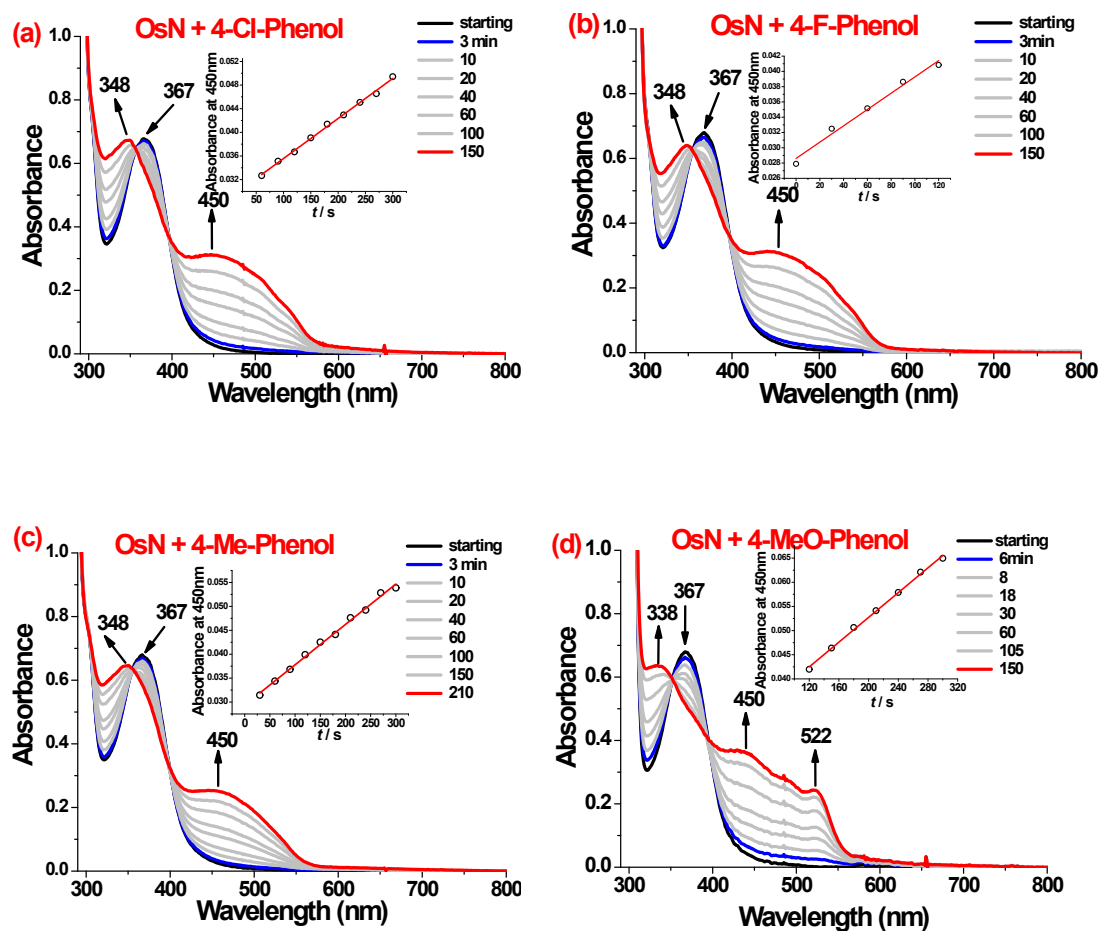 (a)
OsN + 4-Cl-Phenol
starting
3 min
10
20
40
60
100
150
348
367
450
Absorbance at 450nm
0.052
0.048
0.044
0.040
0.036
0.032
50 100 150 200 250 300
t / s
Absorbance
1.0
0.8
0.6
0.4
0.2
0.0
300 400 500 600 700 800
Wavelength (nm)
(b)
OsN + 4-F-Phenol
starting
3min
10
20
40
60
100
150
348
367
450
Absorbance at 450nm
0.042
0.040
0.038
0.036
0.034
0.032
0.030
0.028
0.026
0 20 40 60 80 100 120
t / s
Absorbance
1.0
0.8
0.6
0.4
0.2
0.0
300 400 500 600 700 800
Wavelength (nm)
(c)
OsN + 4-Me-Phenol
starting
3 min
10
20
40
60
100
150
210
348
367
450
Absorbance at 450nm
0.055
0.050
0.045
0.040
0.035
0.030
0 50 100 150 200 250 300
t / s
Absorbance
1.0
0.8
0.6
0.4
0.2
0.0
300 400 500 600 700 800
Wavelength (nm)
(d)
OsN + 4-MeO-Phenol
starting
6min
8
18
30
60
105
150
338
367
450
522
Absorbance at 450nm
0.065
0.060
0.055
0.050
0.045
0.040
120 140 160 180 200 220 240 260 280 300 320
t / s
Absorbance
1.0
0.8
0.6
0.4
0.2
0.0
300 400 500 600 700 800
Wavelength (nm)